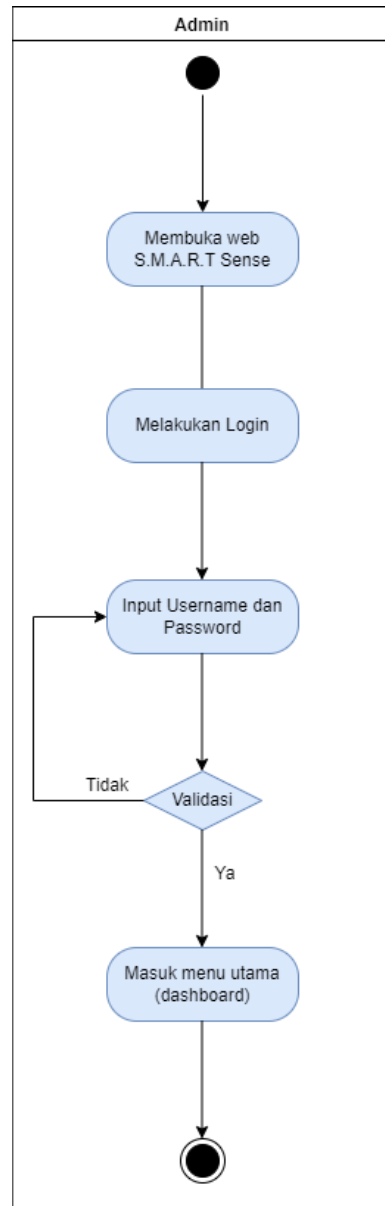 Admin
Membuka web
S.M.A.R.T Sense
Melakukan Login
Input Username dan
Password
Tidak
Validasi
Ya
Masuk menu utama
(dashboard)